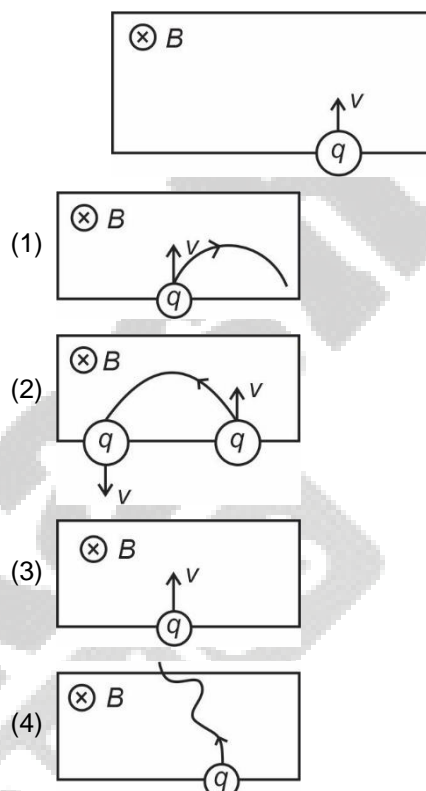 ⊗ B
v
q
(1) ⊗ B v
q
(2) ⊗ B v
q q
v
(3) ⊗ B
v
q
(4) ⊗ B
q